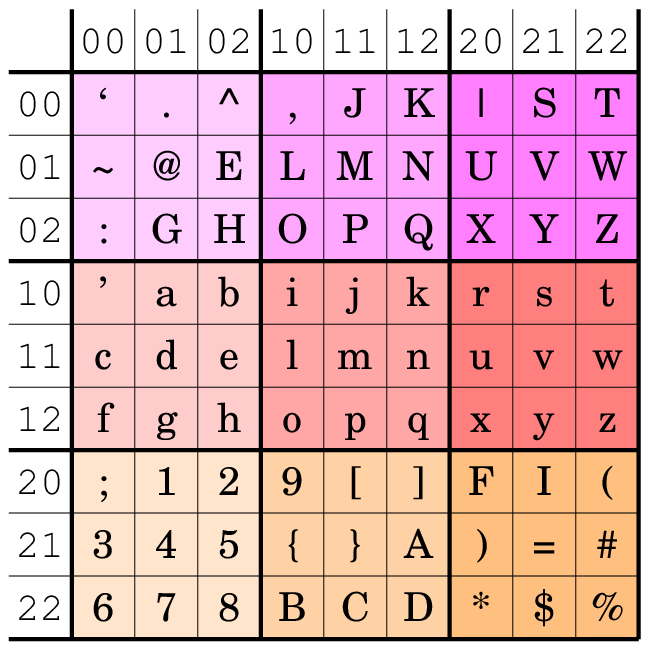 00 01 02 10 11 12 20 21 22
00 ‘ . ^ , J K | S T
01 ~ @ E L M N U V W
02 : G H O P Q X Y Z
10 ’ a b i j k r s t
11 c d e l m n u v w
12 f g h o p q x y z
20 ; 1 2 9 [ ] F I (
21 3 4 5 { } A ) = #
22 6 7 8 B C D * $ %